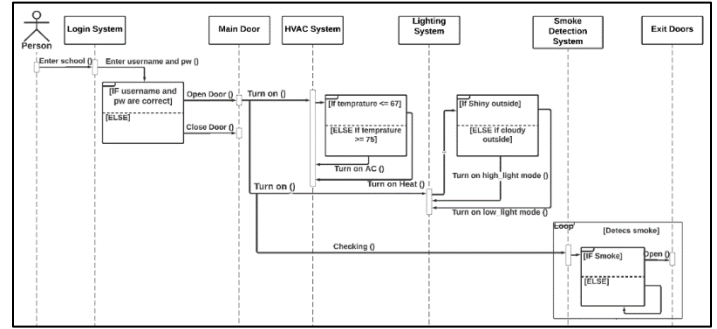 Person
Login System
Main Door
HVAC System
Lighting
System
Smoke
Detection
System
Exit Doors
Enter school ()
Enter username and pw ()
[IF username and
pw are correct]
[ELSE]
Open Door ()
Close Door ()
Turn on ()
[If temprature <= 67]
[ELSE If temprature
>= 75]
Turn on AC ()
Turn on Heat ()
Turn on ()
[If Shiny outside]
[ELSE if cloudy
outside]
Turn on high_light mode ()
Turn on low_light mode ()
Checking ()
Loop
[Detecs smoke]
[IF Smoke]
[ELSE]
Open ()